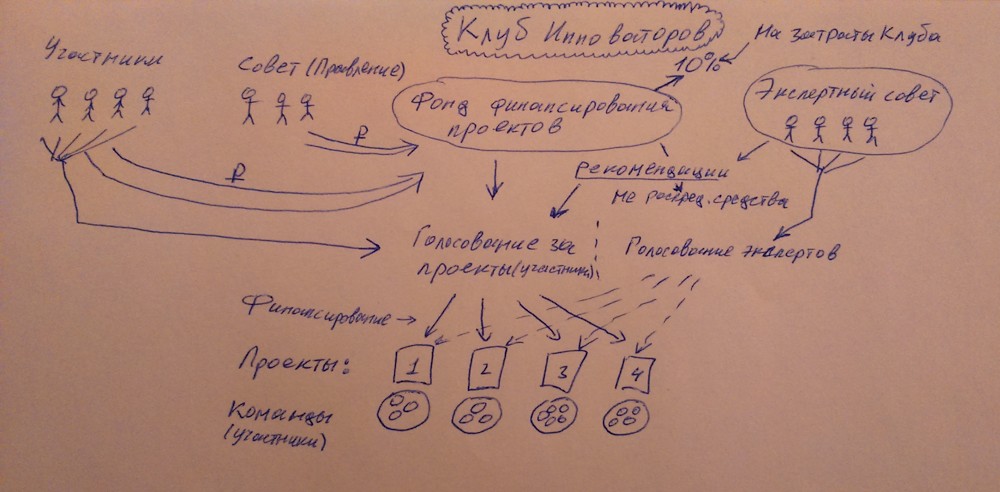 Клуб Инноваторов
На затраты Клуба
10%
Участники
Совет (Правление)
Фонд финансирования
проектов
Экспертный совет
₽
₽
рекомендации
не распред. средства
Голосование за
проекты (участники)
Голосование экспертов
Финансирование →
Проекты:
1
2
3
4
Команды
(участники)